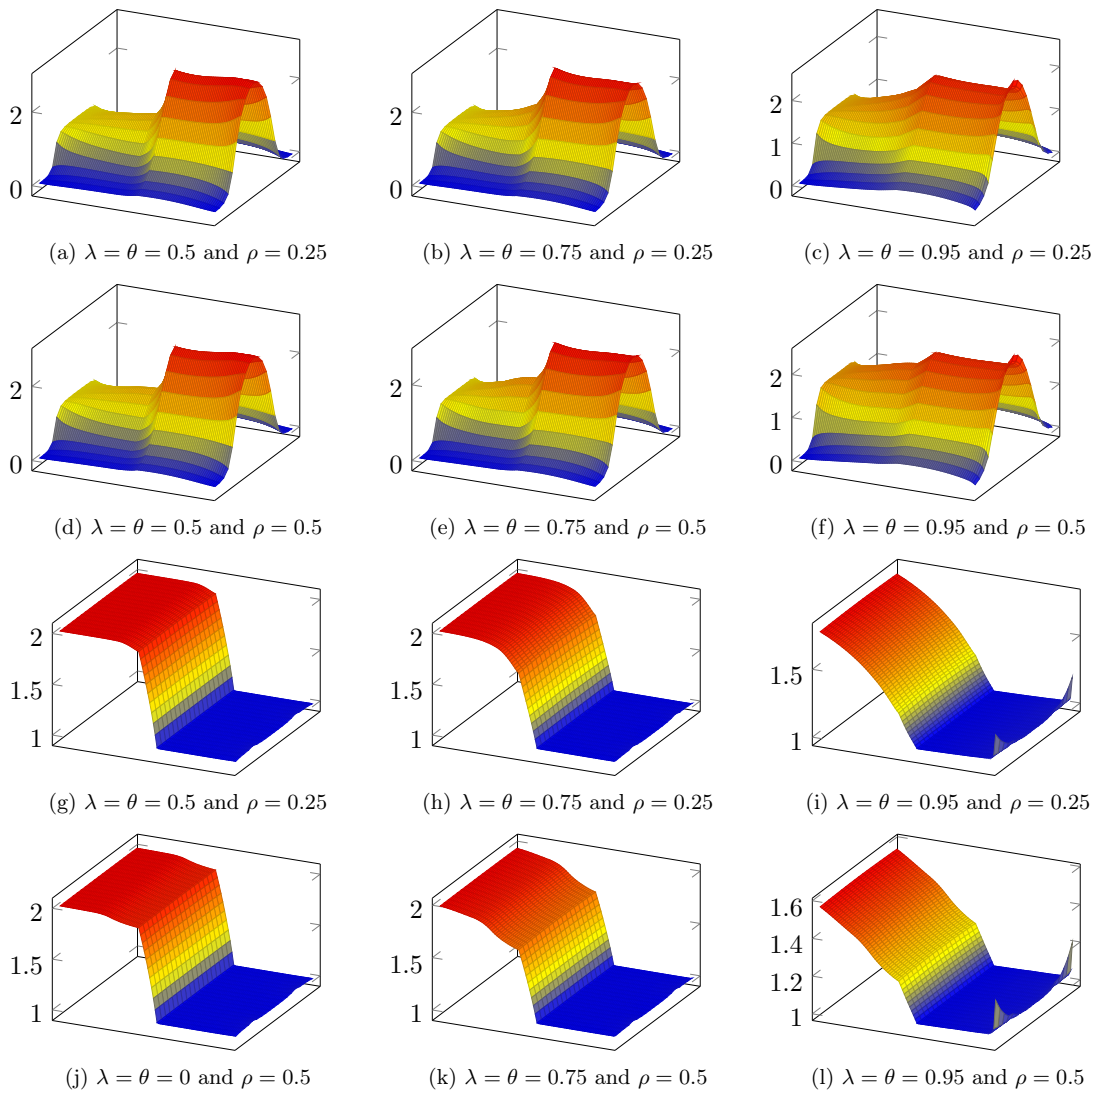 2
0
2
0
2
1
0
(a) λ = θ = 0.5 and ρ = 0.25
(b) λ = θ = 0.75 and ρ = 0.25
(c) λ = θ = 0.95 and ρ = 0.25
2
0
2
0
2
1
0
(d) λ = θ = 0.5 and ρ = 0.5
(e) λ = θ = 0.75 and ρ = 0.5
(f) λ = θ = 0.95 and ρ = 0.5
2
1.5
1
2
1.5
1
1.5
1
(g) λ = θ = 0.5 and ρ = 0.25
(h) λ = θ = 0.75 and ρ = 0.25
(i) λ = θ = 0.95 and ρ = 0.25
2
1.5
1
2
1.5
1
1.6
1.4
1.2
1
(j) λ = θ = 0 and ρ = 0.5
(k) λ = θ = 0.75 and ρ = 0.5
(l) λ = θ = 0.95 and ρ = 0.5